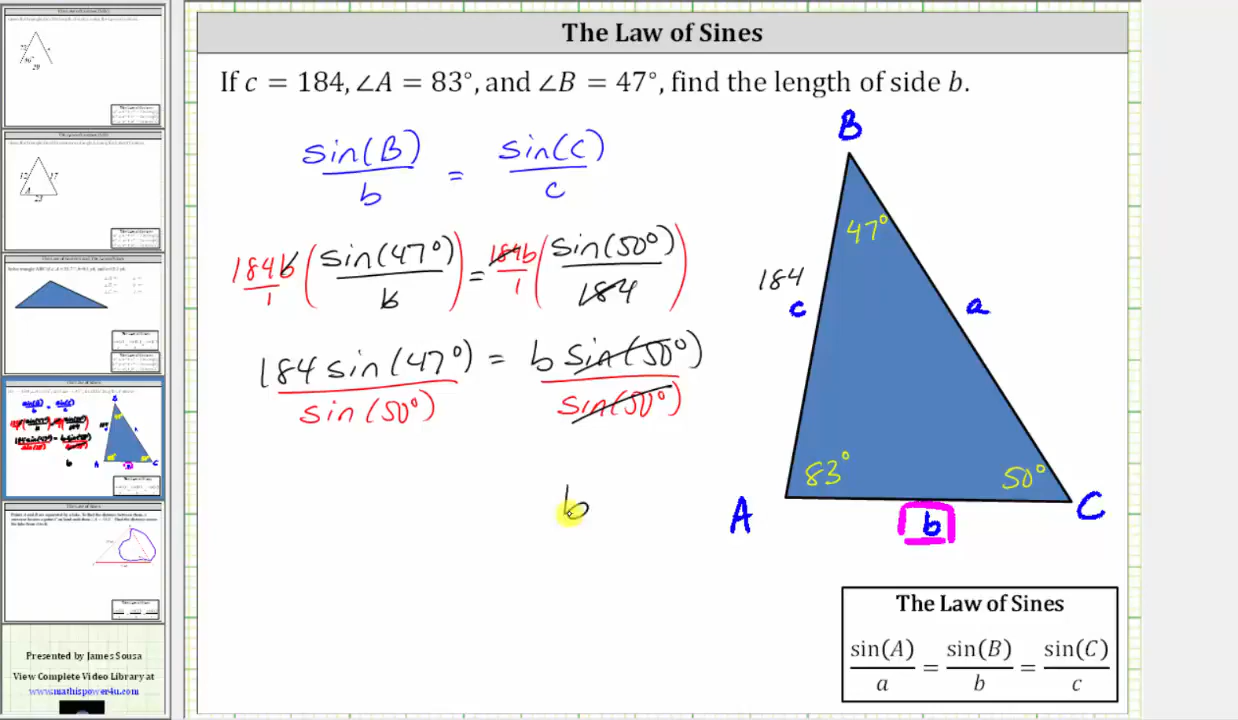 The Law of Sines
If c = 184, ∠A = 83°, and ∠B = 47°, find the length of side b.
sin(B)/b = sin(C)/c
184b/1 (sin(47°)/b) = 184b/1 (sin(50°)/184)
184 sin(47°)/sin(50°) = b sin(50°)/sin(50°)
b
B
47°
184
c
a
83°
50°
A
b
C
The Law of Sines
sin(A)/a = sin(B)/b = sin(C)/c
Presented by James Sousa
View Complete Video Library at
www.mathispower4u.com